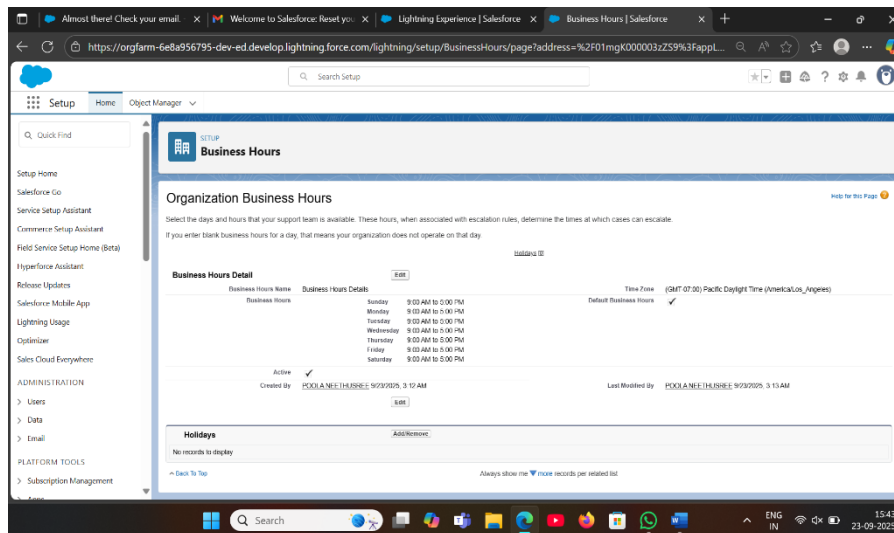 Almost there! Check your email.
Welcome to Salesforce: Reset you
Lightning Experience | Salesforce
Business Hours | Salesforce
https://orgfarm-6e8a956795-dev-ed.develop.lightning.force.com/lightning/setup/BusinessHours/page?address=%2F01mgK000003zZS9%3FappL...
Search Setup
Setup Home Object Manager
Quick Find
Setup Home
Salesforce Go
Service Setup Assistant
Commerce Setup Assistant
Field Service Setup Home (Beta)
Hyperforce Assistant
Release Updates
Salesforce Mobile App
Lightning Usage
Optimizer
Sales Cloud Everywhere
ADMINISTRATION
> Users
> Data
> Email
PLATFORM TOOLS
> Subscription Management
> Apps
SETUP
Business Hours
Organization Business Hours
Help for this Page
Select the days and hours that your support team is available. These hours, when associated with escalation rules, determine the times at which cases can escalate.
If you enter blank business hours for a day, that means your organization does not operate on that day.
Holidays [0]
Business Hours Detail Edit
Business Hours Name Business Hours Details Time Zone (GMT-07:00) Pacific Daylight Time (America/Los_Angeles)
Business Hours Default Business Hours ✓
Sunday 9:00 AM to 5:00 PM
Monday 9:00 AM to 5:00 PM
Tuesday 9:00 AM to 5:00 PM
Wednesday 9:00 AM to 5:00 PM
Thursday 9:00 AM to 5:00 PM
Friday 9:00 AM to 5:00 PM
Saturday 9:00 AM to 5:00 PM
Active ✓
Created By POOLA NEETHUSREE 9/23/2025, 3:12 AM Last Modified By POOLA NEETHUSREE 9/23/2025, 3:13 AM
Edit
Holidays Add/Remove
No records to display
^ Back To Top Always show me ▼ more records per related list
Search
ENG
IN
15:43
23-09-2025